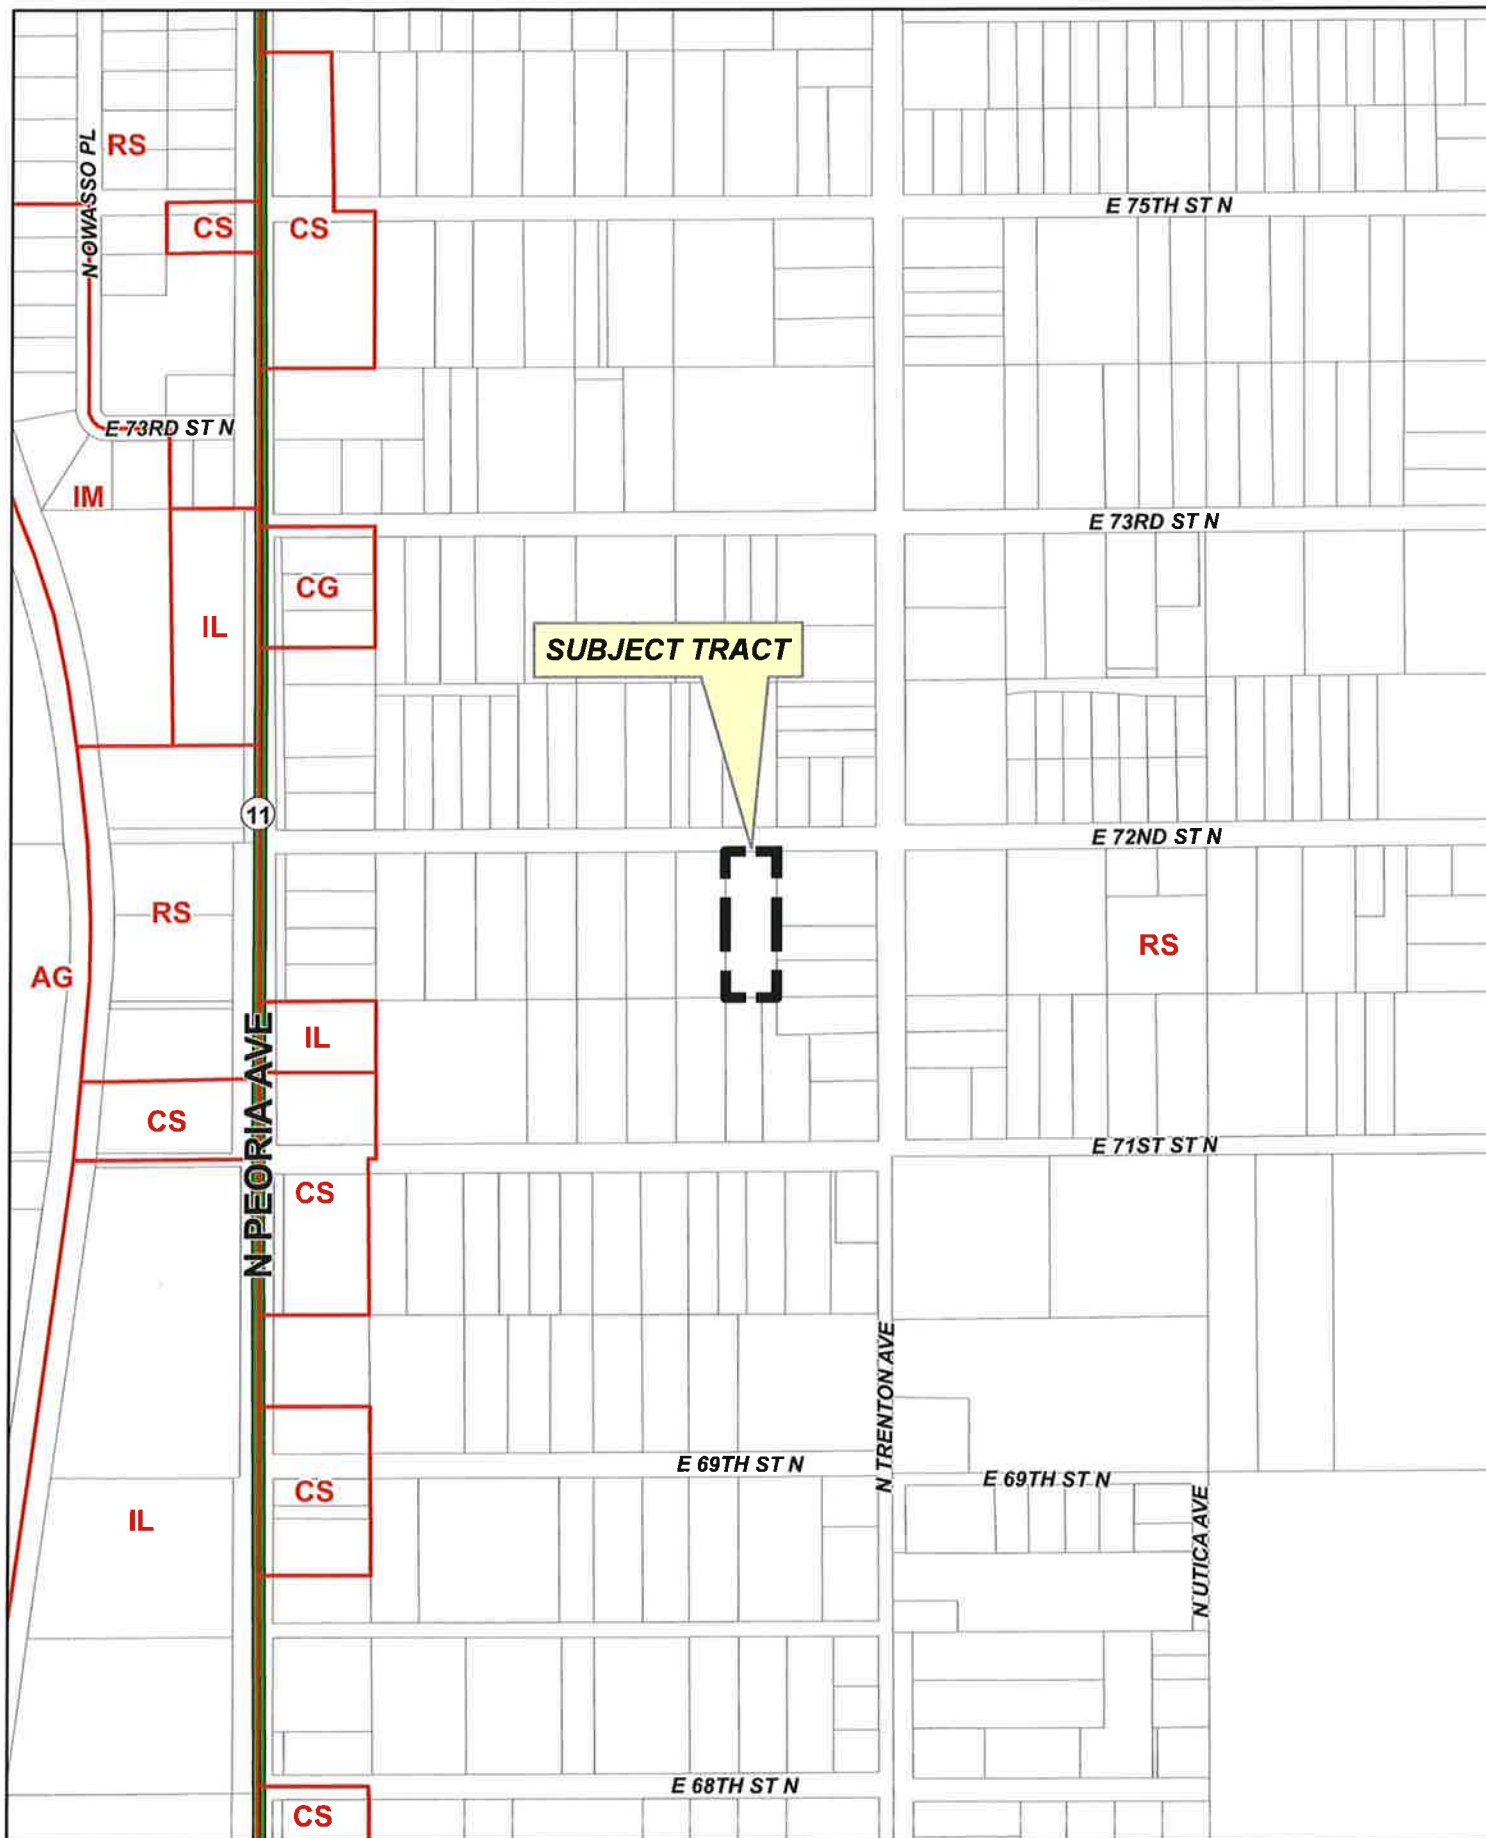 N OWASSO PL
RS
CS
CS
E 75TH ST N
E 73RD ST N
IM
E 73RD ST N
CG
IL
SUBJECT TRACT
11
E 72ND ST N
RS
RS
AG
IL
N PEORIA AVE
CS
E 71ST ST N
CS
N TRENTON AVE
E 69TH ST N
E 69TH ST N
CS
IL
N UTICA AVE
E 68TH ST N
CS